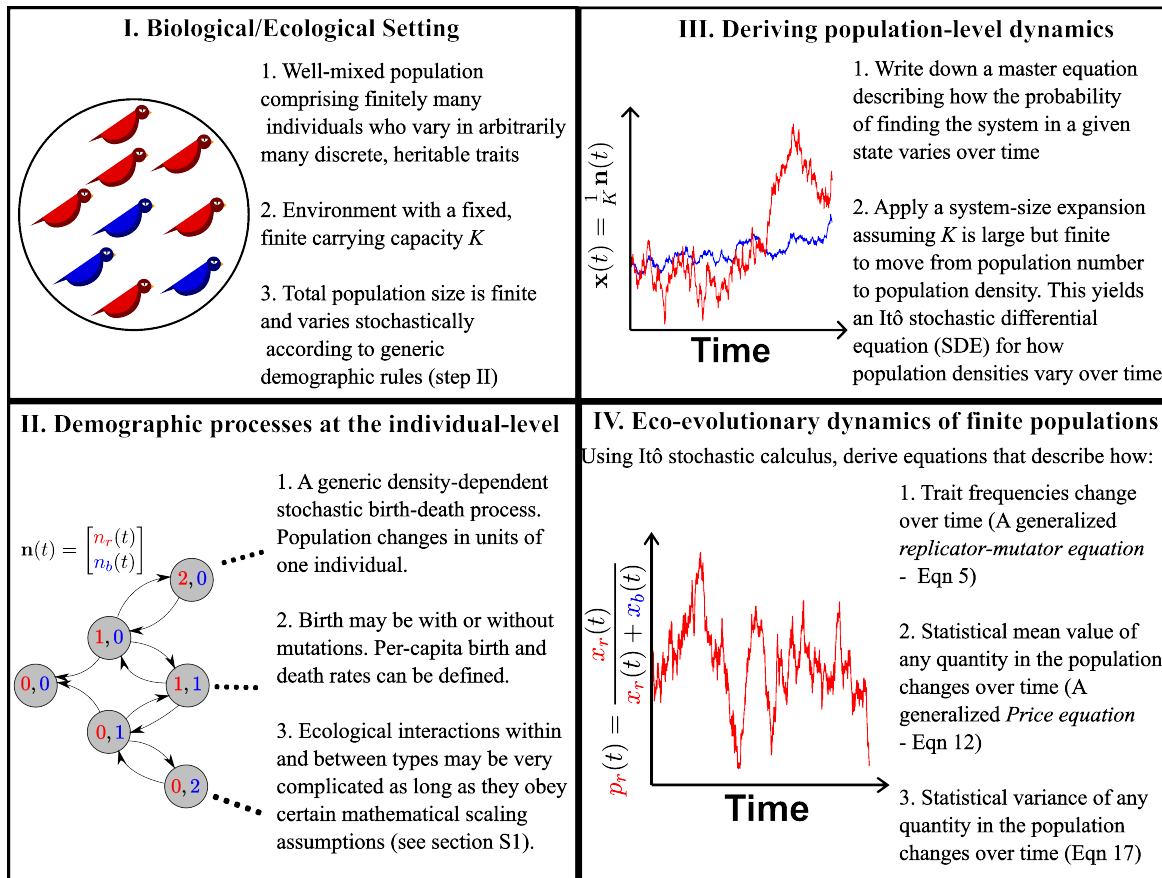 I. Biological/Ecological Setting
1. Well-mixed population
comprising finitely many
individuals who vary in arbitrarily
many discrete, heritable traits
2. Environment with a fixed,
finite carrying capacity K
3. Total population size is finite
and varies stochastically
according to generic
demographic rules (step II)
II. Demographic processes at the individual-level
n(t) = [n_r(t) n_b(t)]
2,0
1,0
0,0
1,1
0,1
0,2
1. A generic density-dependent
stochastic birth-death process.
Population changes in units of
one individual.
2. Birth may be with or without
mutations. Per-capita birth and
death rates can be defined.
3. Ecological interactions within
and between types may be very
complicated as long as they obey
certain mathematical scaling
assumptions (see section S1).
III. Deriving population-level dynamics
x(t) = 1/K n(t)
Time
1. Write down a master equation
describing how the probability
of finding the system in a given
state varies over time
2. Apply a system-size expansion
assuming K is large but finite
to move from population number
to population density. This yields
an Itô stochastic differential
equation (SDE) for how
population densities vary over time
IV. Eco-evolutionary dynamics of finite populations
Using Itô stochastic calculus, derive equations that describe how:
p_r(t) = x_r(t) / x_r(t) + x_b(t)
Time
1. Trait frequencies change
over time (A generalized
replicator-mutator equation
- Eqn 5)
2. Statistical mean value of
any quantity in the population
changes over time (A
generalized Price equation
- Eqn 12)
3. Statistical variance of any
quantity in the population
changes over time (Eqn 17)